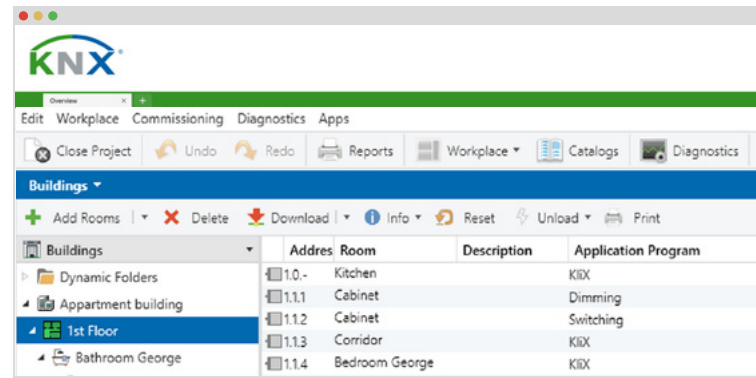 KNX
Overview × +
Edit Workplace Commissioning Diagnostics Apps
Close Project Undo Redo Reports Workplace Catalogs Diagnostics
Buildings
Add Rooms Delete Download Info Reset Unload Print
Buildings Addres Room Description Application Program
Dynamic Folders 1.0.- Kitchen KliX
Appartment building 1.1.1 Cabinet Dimming
1st Floor 1.1.2 Cabinet Switching
Bathroom George 1.1.3 Corridor KliX
1.1.4 Bedroom George KliX